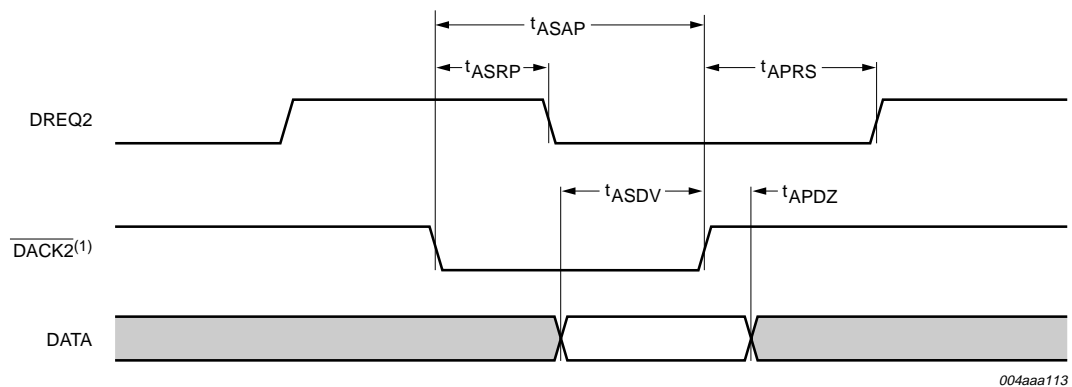 tASAP
tASRP
tAPRS
DREQ2
tASDV
tAPDZ
DACK2(1)
DATA
004aaa113